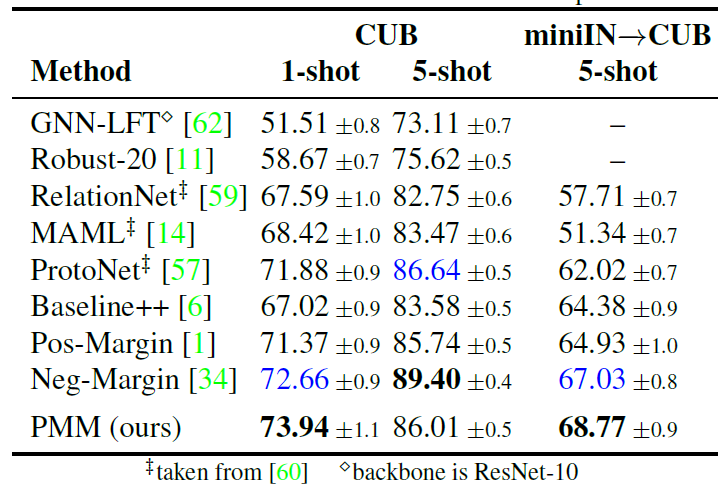 CUB miniIN→CUB
Method 1-shot 5-shot 5-shot
GNN-LFT⋄ [62] 51.51 ±0.8 73.11 ±0.7 –
Robust-20 [11] 58.67 ±0.7 75.62 ±0.5 –
RelationNet‡ [59] 67.59 ±1.0 82.75 ±0.6 57.71 ±0.7
MAML‡ [14] 68.42 ±1.0 83.47 ±0.6 51.34 ±0.7
ProtoNet‡ [57] 71.88 ±0.9 86.64 ±0.5 62.02 ±0.7
Baseline++ [6] 67.02 ±0.9 83.58 ±0.5 64.38 ±0.9
Pos-Margin [1] 71.37 ±0.9 85.74 ±0.5 64.93 ±1.0
Neg-Margin [34] 72.66 ±0.9 89.40 ±0.4 67.03 ±0.8
PMM (ours) 73.94 ±1.1 86.01 ±0.5 68.77 ±0.9
‡taken from [60] ⋄backbone is ResNet-10